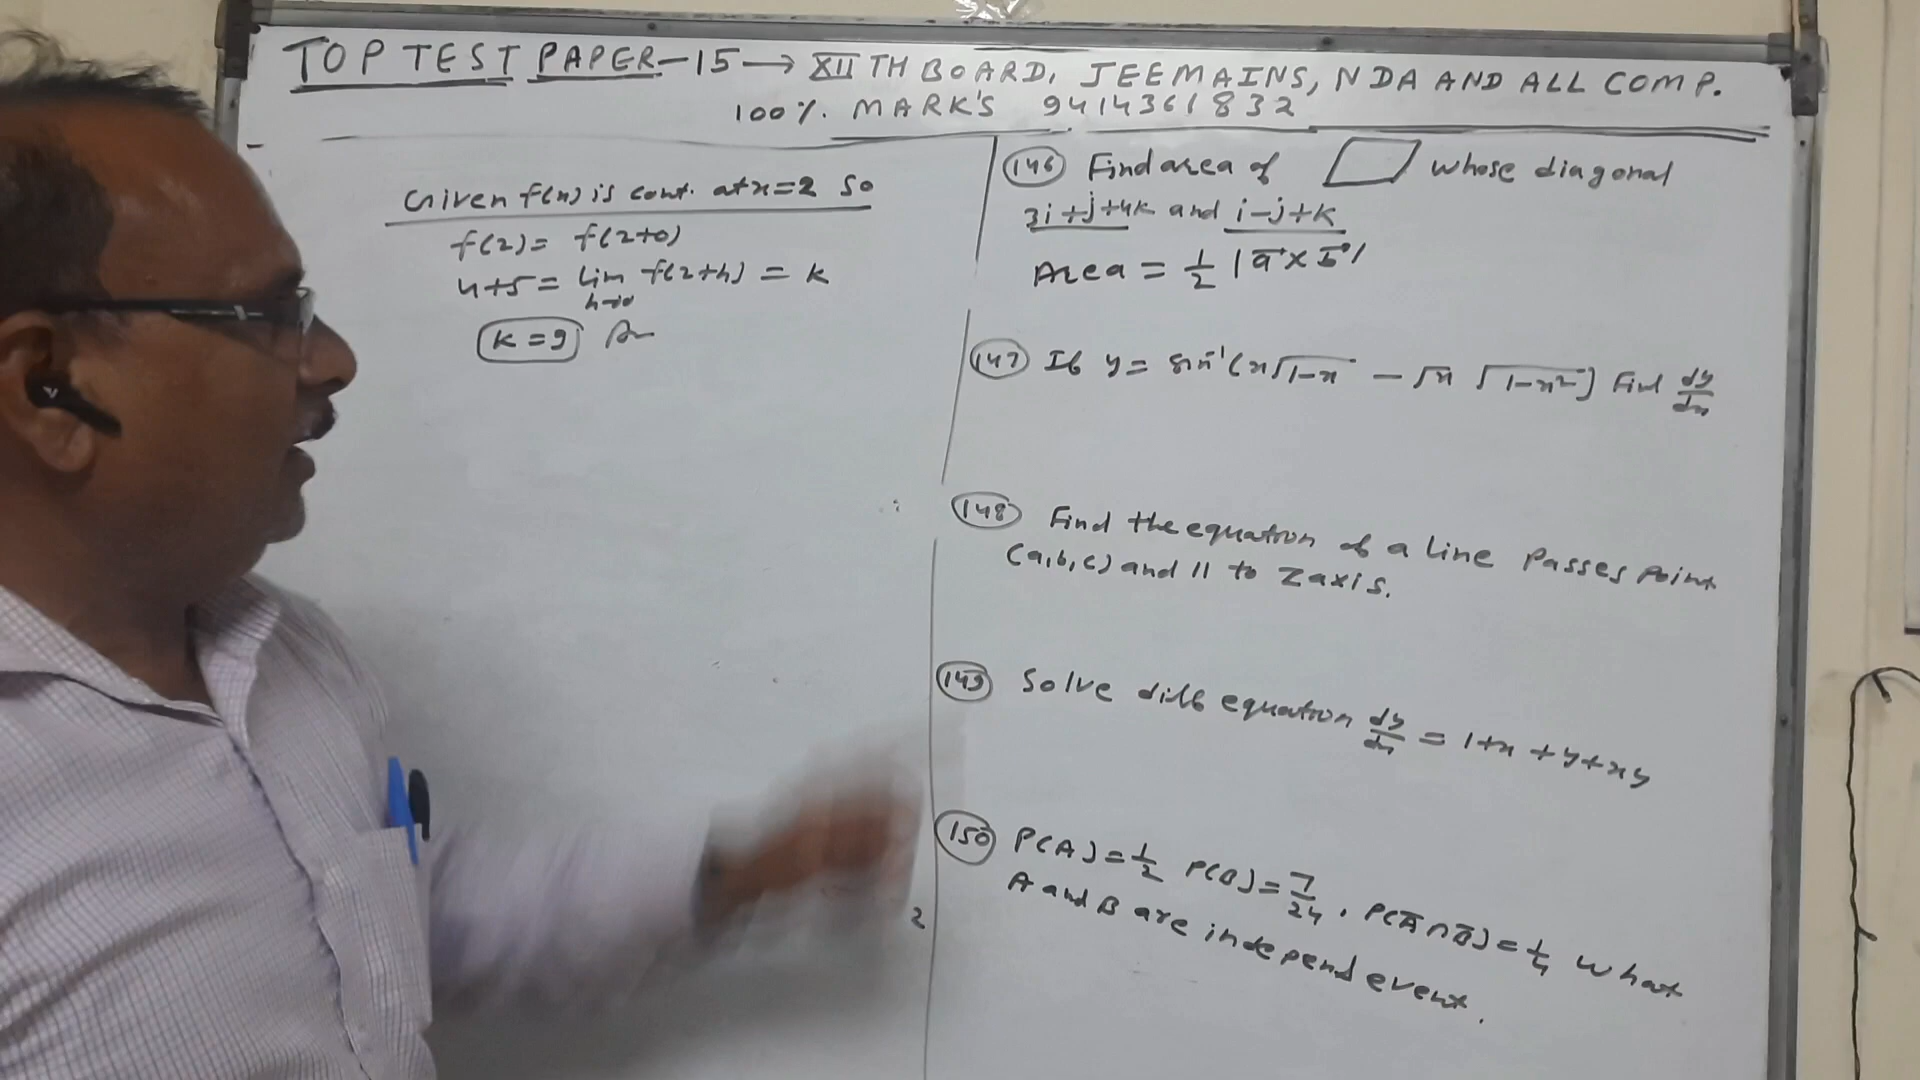 TOP TEST PAPER-15 → XII TH BOARD, JEE MAINS, NDA AND ALL COMP.
100%. MARK'S 9414361832
Given f(x) is cont. at x=2 so
f(2) = f(2+0)
4+5 = lim f(2+h) = k
h→0
k=9
(146) Find area of ▱ whose diagonal
3i+j+4k and i-j+k
Area = 1/2 |a⃗ × b⃗|
(147) If y = sin⁻¹(x√1-x - √x √1-x²) Find dy/dx
(148) Find the equation of a line Passes Point
(a,b,c) and || to Z axis.
(149) Solve diff equation dy/dx = 1+x+y+xy
(150) P(A)=1/2 P(B)=7/24, P(A̅∩B̅)=1/4 What
A and B are independ event.
2